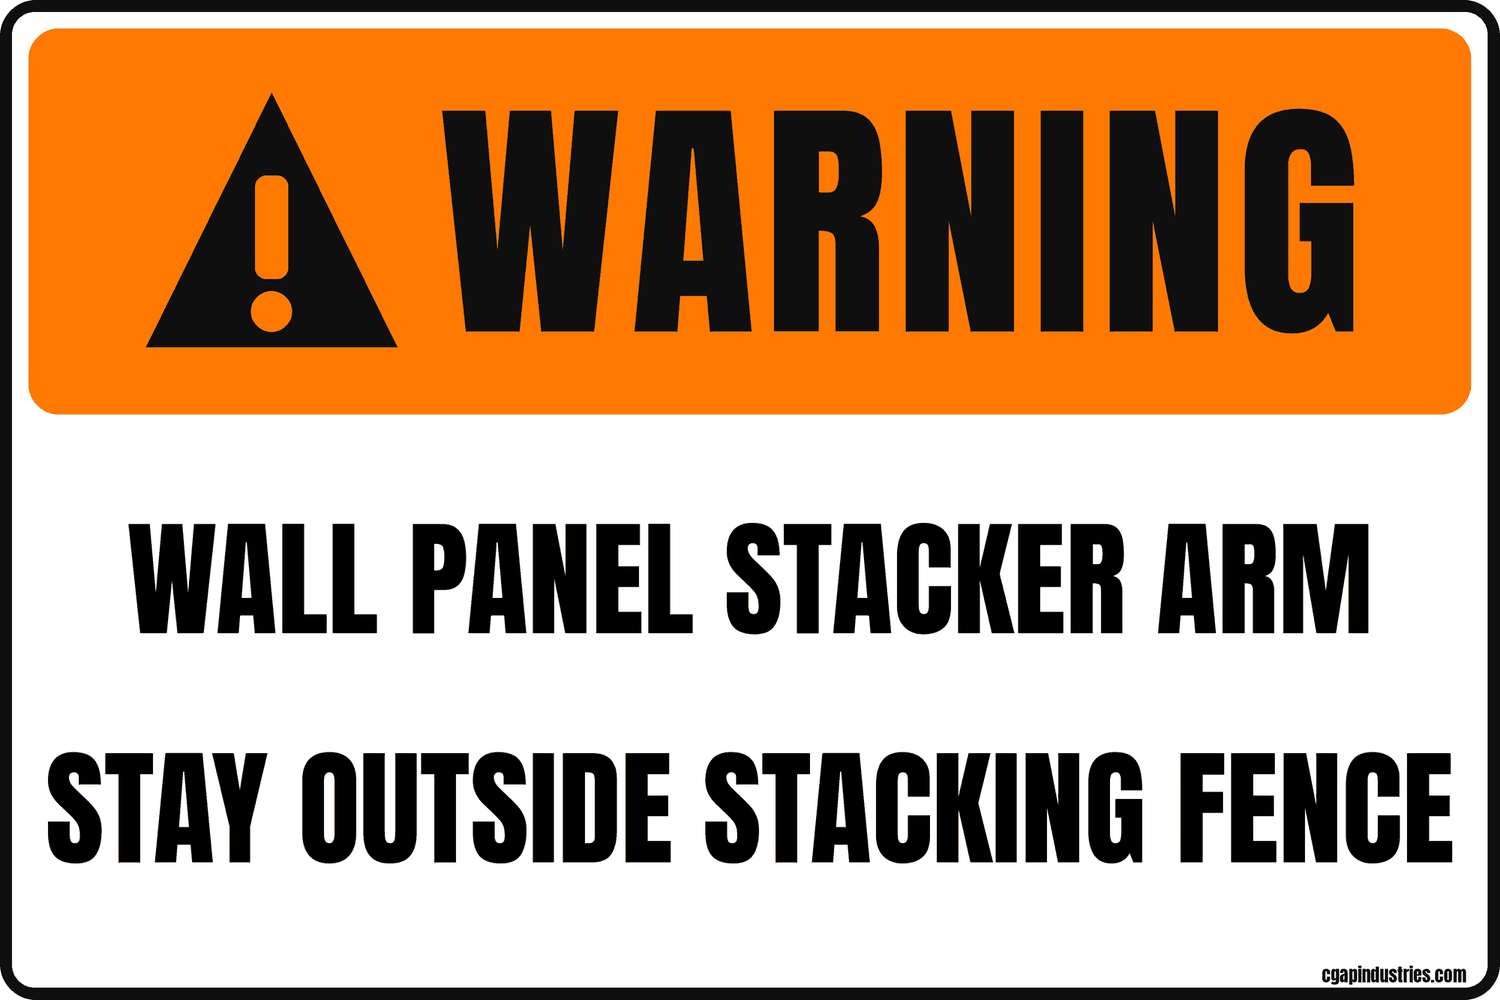 WARNING
WALL PANEL STACKER ARM
STAY OUTSIDE STACKING FENCE
cgapindustries.com